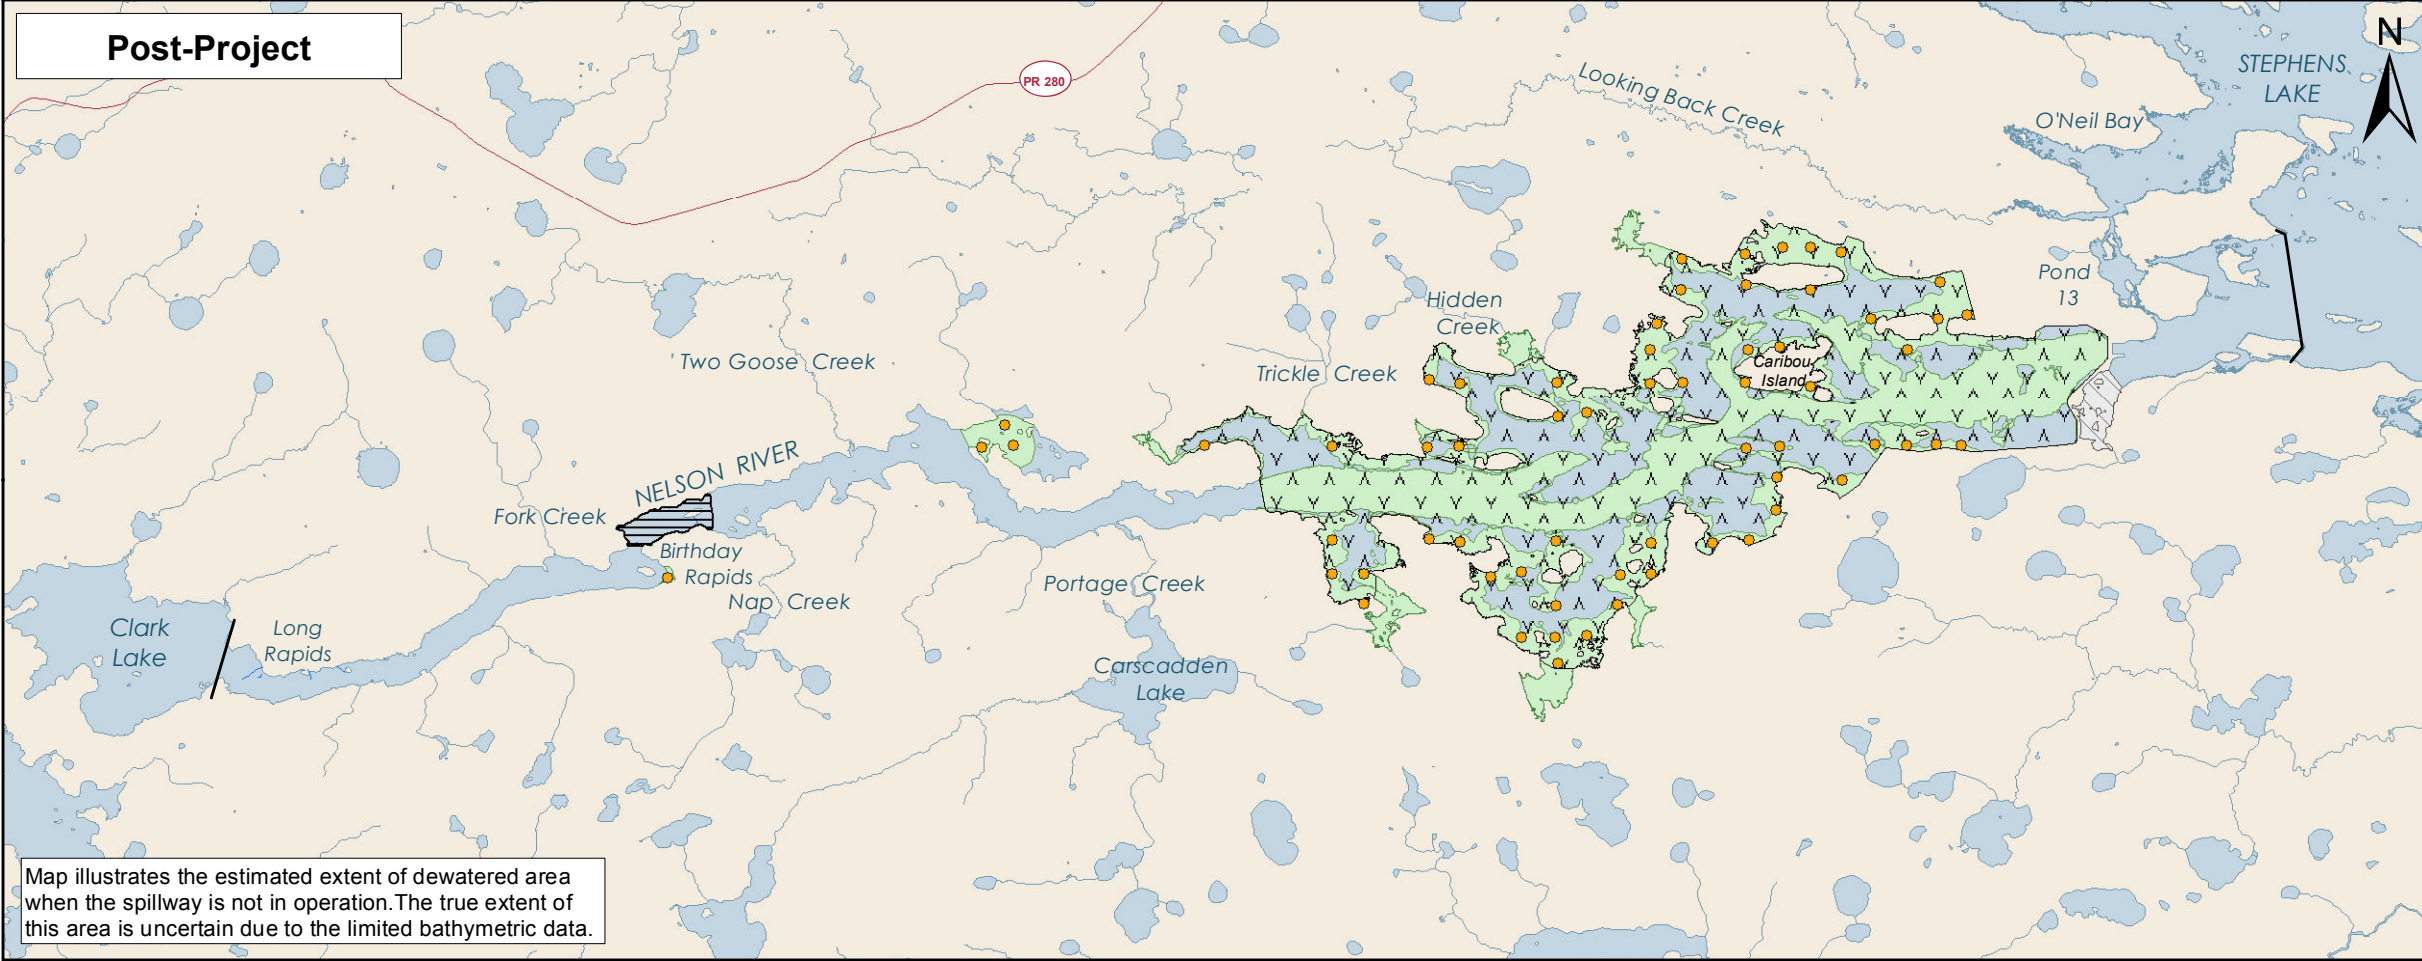 Post-Project
N
PR 280
STEPHENS
LAKE
Looking Back Creek
O'Neil Bay
Pond
13
Hidden
Creek
Two Goose Creek
Trickle Creek
Caribou
Island
NELSON RIVER
Fork Creek
Birthday
Rapids
Nap Creek
Portage Creek
Clark
Lake
Long
Rapids
Carscadden
Lake
Map illustrates the estimated extent of dewatered area
when the spillway is not in operation.The true extent of
this area is uncertain due to the limited bathymetric data.